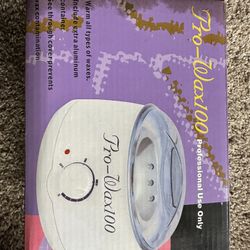 Pro-Wax100
Professional Use Only
Warm all types of waxes.
Include extra aluminum
container.
See through cover prevents
wax contamination
Pro-Wax100